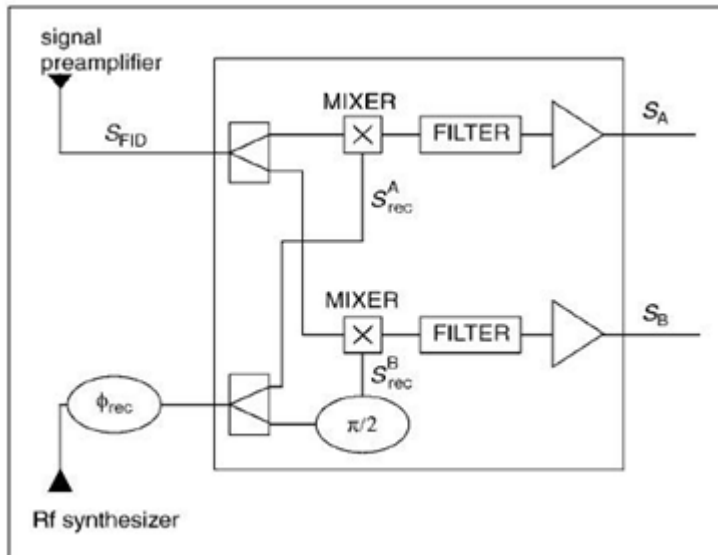 signal
preamplifier
S_FID
MIXER
×
FILTER
S_A
S^A_rec
MIXER
×
FILTER
S_B
S^B_rec
ϕ_rec
π/2
Rf synthesizer